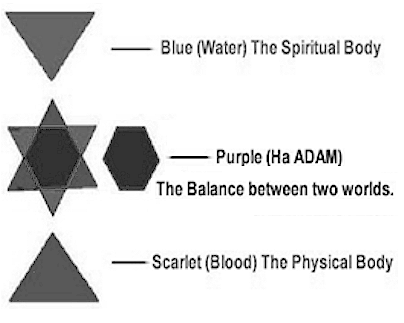 Blue (Water) The Spiritual Body
Purple (Ha ADAM)
The Balance between two worlds.
Scarlet (Blood) The Physical Body